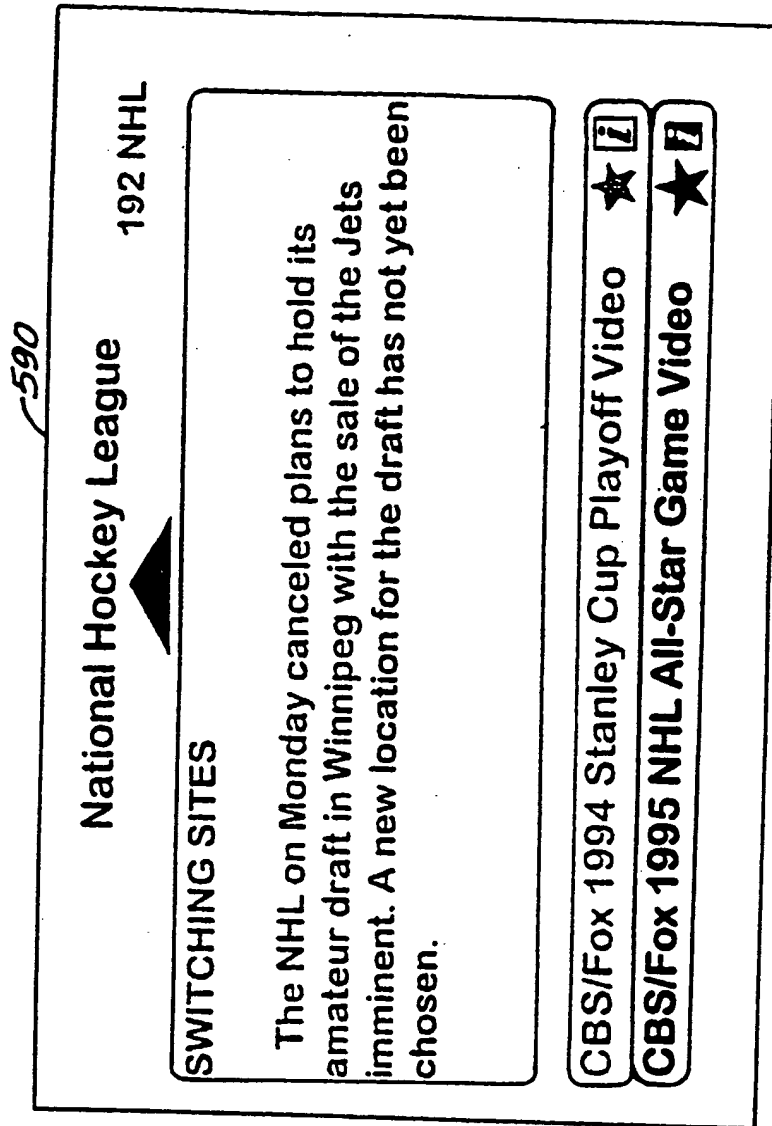 590
National Hockey League
192 NHL
SWITCHING SITES
The NHL on Monday canceled plans to hold its
amateur draft in Winnipeg with the sale of the Jets
imminent. A new location for the draft has not yet been
chosen.
CBS/Fox 1994 Stanley Cup Playoff Video i
CBS/Fox 1995 NHL All-Star Game Video i